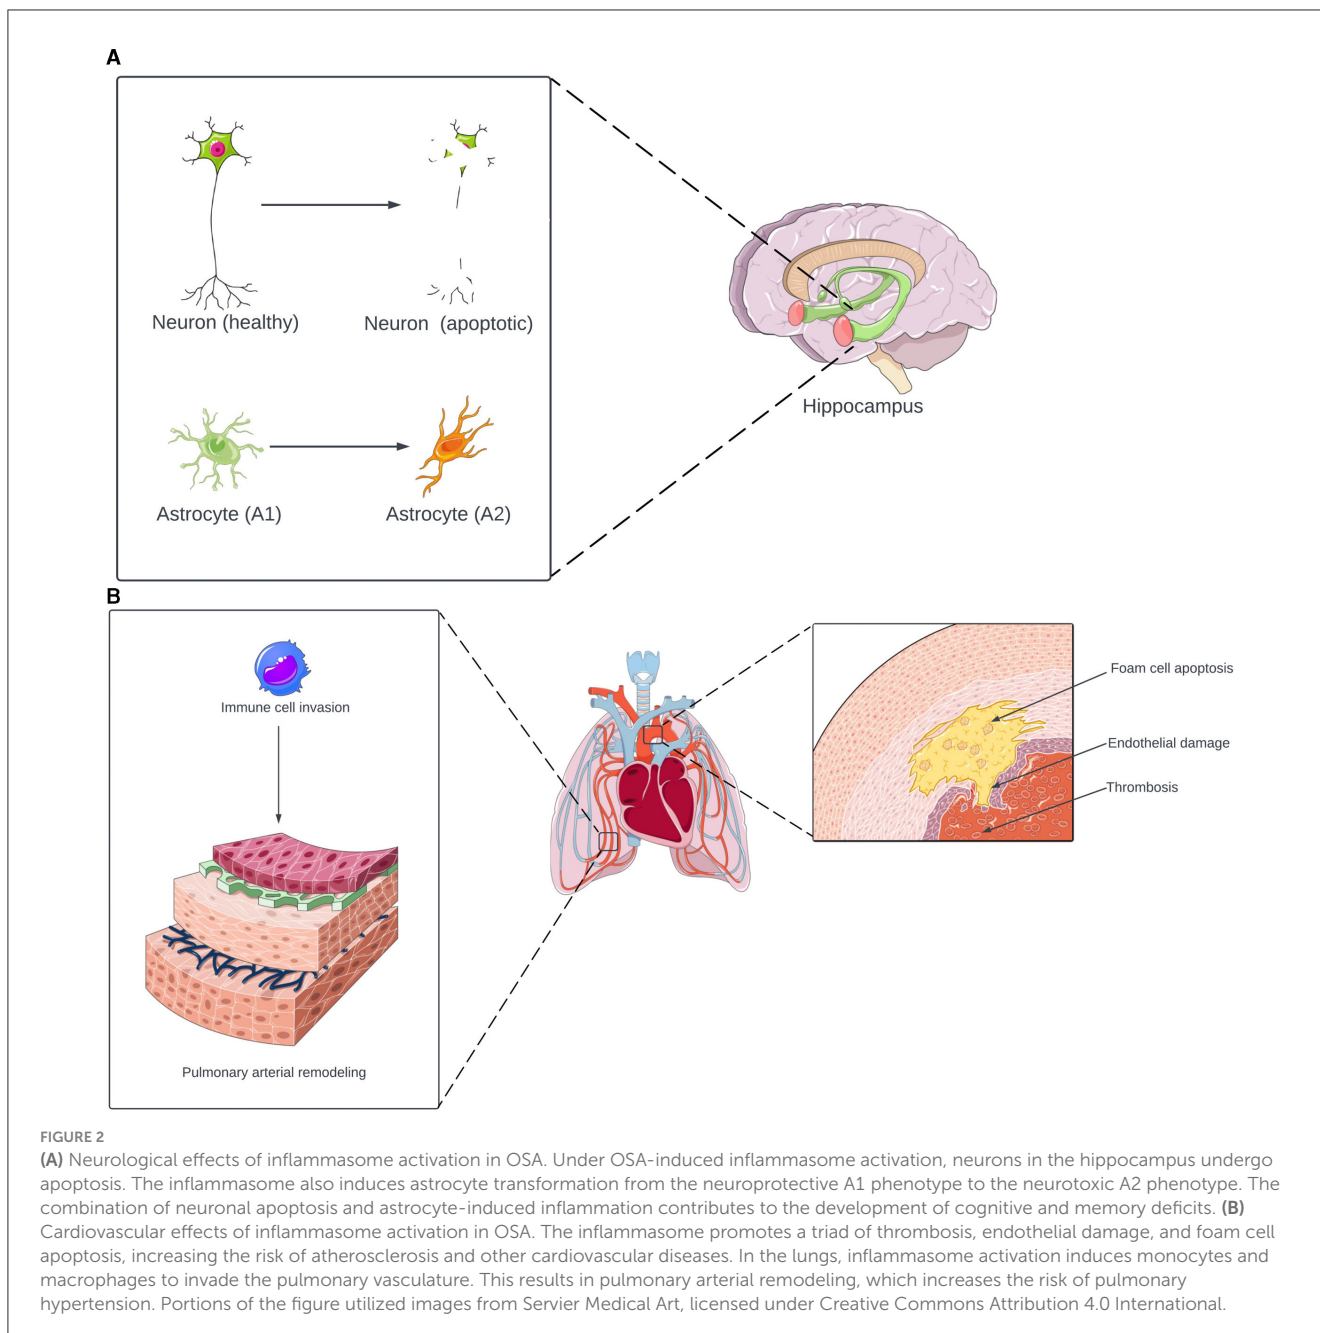 A
Neuron (healthy)
Neuron (apoptotic)
Astrocyte (A1)
Astrocyte (A2)
Hippocampus
B
Immune cell invasion
Pulmonary arterial remodeling
Foam cell apoptosis
Endothelial damage
Thrombosis
FIGURE 2
(A) Neurological effects of inflammasome activation in OSA. Under OSA-induced inflammasome activation, neurons in the hippocampus undergo
apoptosis. The inflammasome also induces astrocyte transformation from the neuroprotective A1 phenotype to the neurotoxic A2 phenotype. The
combination of neuronal apoptosis and astrocyte-induced inflammation contributes to the development of cognitive and memory deficits. (B)
Cardiovascular effects of inflammasome activation in OSA. The inflammasome promotes a triad of thrombosis, endothelial damage, and foam cell
apoptosis, increasing the risk of atherosclerosis and other cardiovascular diseases. In the lungs, inflammasome activation induces monocytes and
macrophages to invade the pulmonary vasculature. This results in pulmonary arterial remodeling, which increases the risk of pulmonary
hypertension. Portions of the figure utilized images from Servier Medical Art, licensed under Creative Commons Attribution 4.0 International.